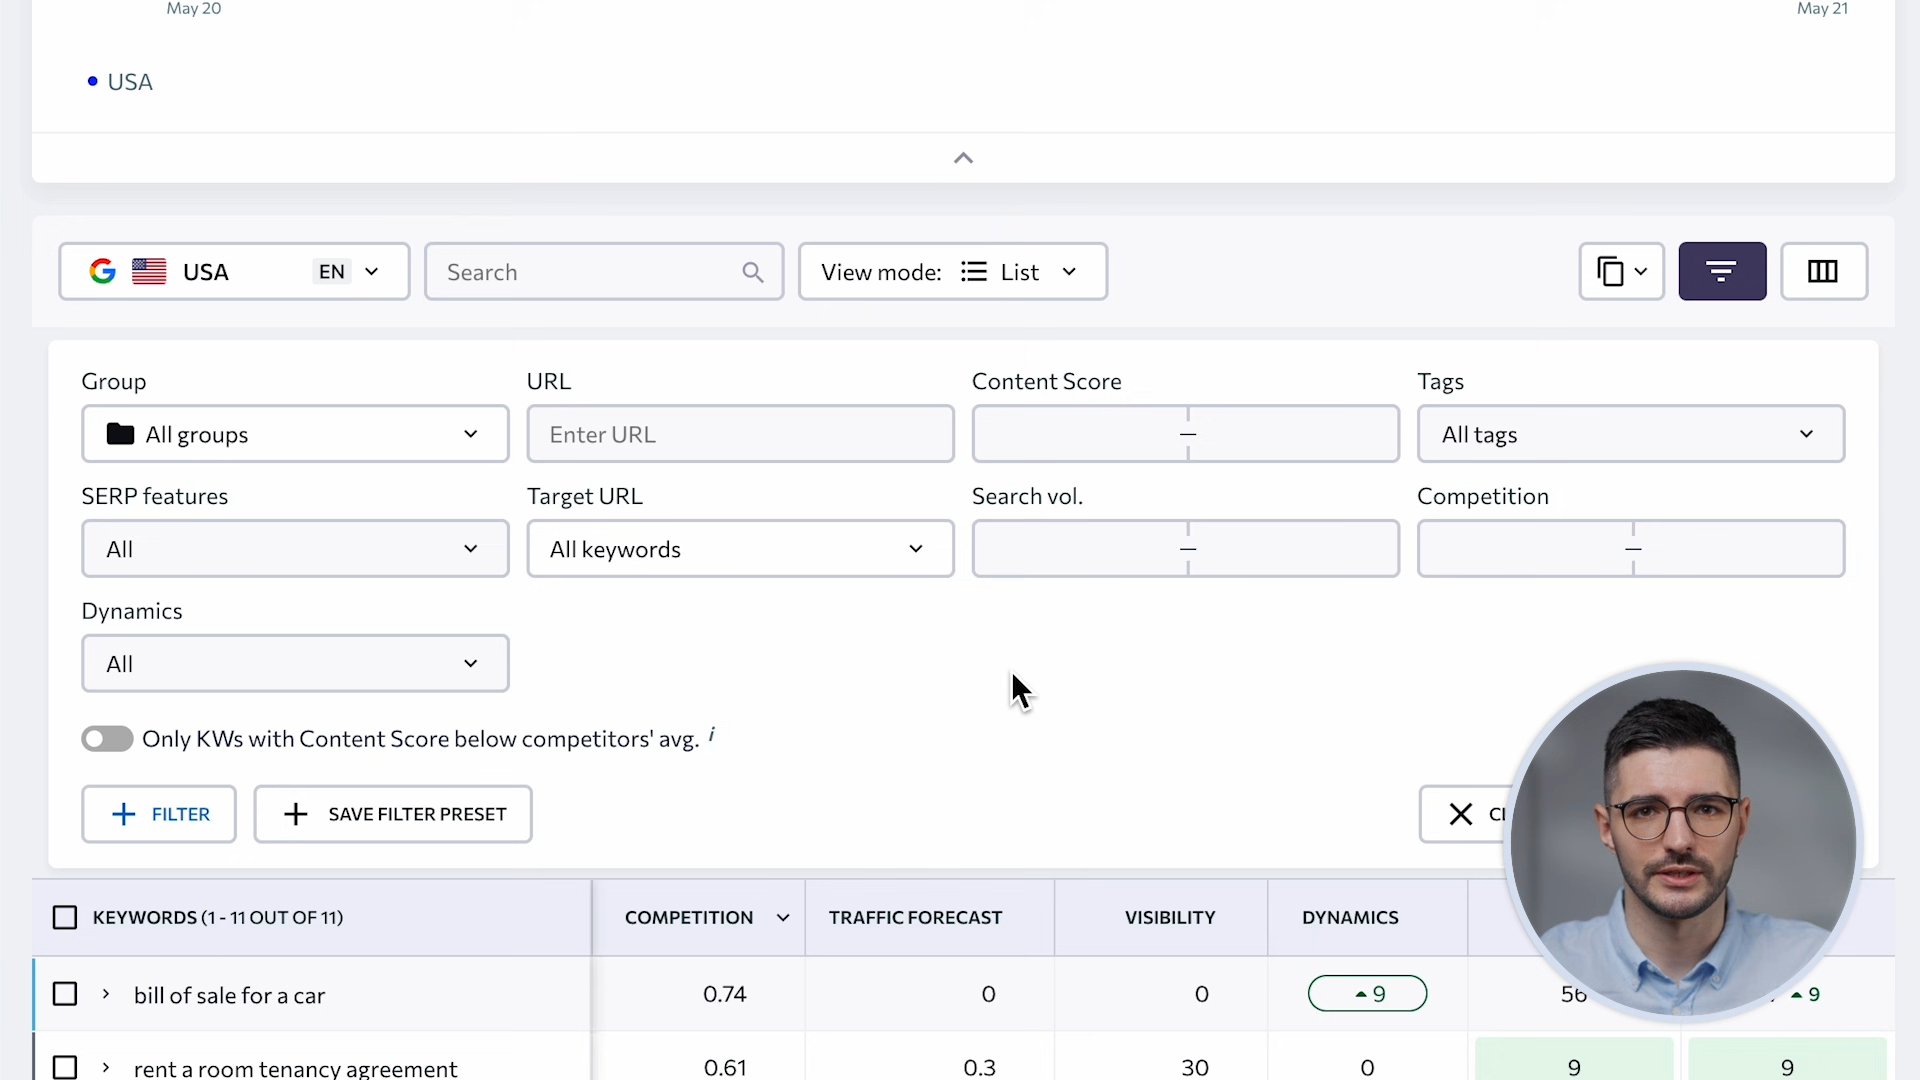 May 20
May 21
USA
USA
EN
Search
View mode:
List
Group
URL
Content Score
Tags
All groups
Enter URL
–
All tags
SERP features
Target URL
Search vol.
Competition
All
All keywords
–
–
Dynamics
All
Only KWs with Content Score below competitors' avg. i
+ FILTER
+ SAVE FILTER PRESET
KEYWORDS (1 - 11 OUT OF 11)
COMPETITION
TRAFFIC FORECAST
VISIBILITY
DYNAMICS
bill of sale for a car
0.74
0
0
9
56
9
rent a room tenancy agreement
0.61
0.3
30
0
9
9